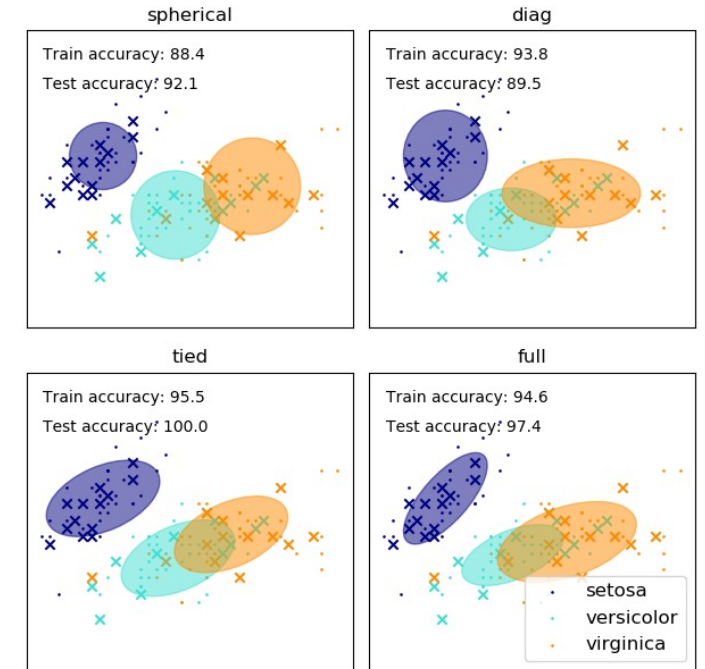 spherical
Train accuracy: 88.4
Test accuracy: 92.1
diag
Train accuracy: 93.8
Test accuracy: 89.5
tied
Train accuracy: 95.5
Test accuracy: 100.0
full
Train accuracy: 94.6
Test accuracy: 97.4
setosa
versicolor
virginica